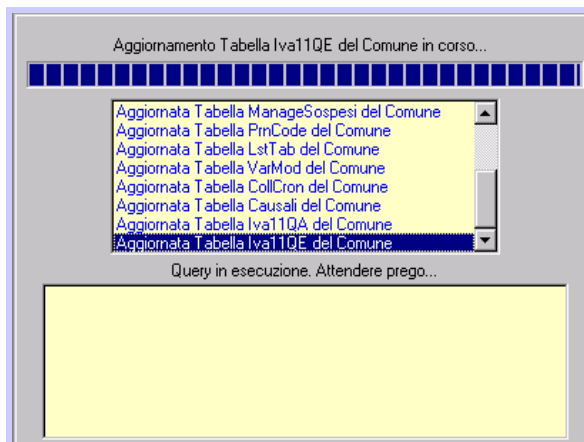 Aggiornamento Tabella Iva11QE del Comune in corso...
Aggiornata Tabella ManageSospesi del Comune
Aggiornata Tabella PrnCode del Comune
Aggiornata Tabella LstTab del Comune
Aggiornata Tabella VarMod del Comune
Aggiornata Tabella CollCron del Comune
Aggiornata Tabella Causali del Comune
Aggiornata Tabella Iva11QA del Comune
Aggiornata Tabella Iva11QE del Comune
Query in esecuzione. Attendere prego...